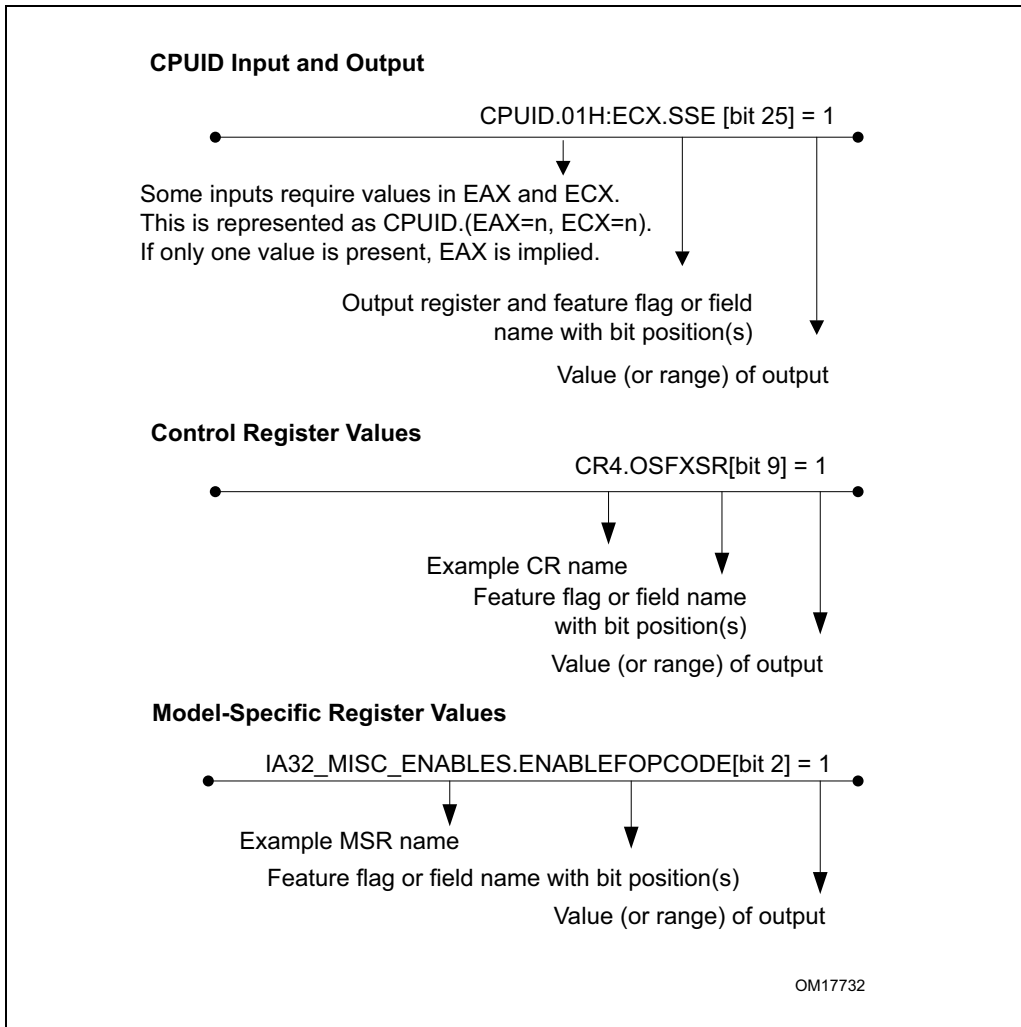 CPUID Input and Output
CPUID.01H:ECX.SSE [bit 25] = 1
Some inputs require values in EAX and ECX.
This is represented as CPUID.(EAX=n, ECX=n).
If only one value is present, EAX is implied.
Output register and feature flag or field
name with bit position(s)
Value (or range) of output
Control Register Values
CR4.OSFXSR[bit 9] = 1
Example CR name
Feature flag or field name
with bit position(s)
Value (or range) of output
Model-Specific Register Values
IA32_MISC_ENABLES.ENABLEFOPCODE[bit 2] = 1
Example MSR name
Feature flag or field name with bit position(s)
Value (or range) of output
OM17732